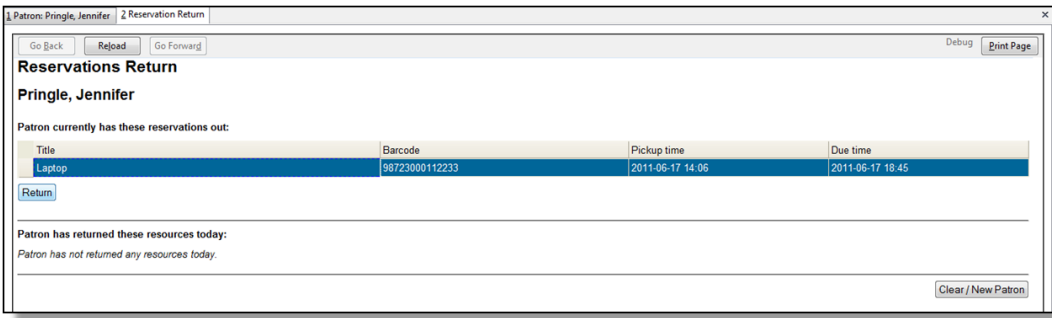 1 Patron: Pringle, Jennifer 2 Reservation Return ×
Go Back Reload Go Forward Debug Print Page
Reservations Return
Pringle, Jennifer
Patron currently has these reservations out:
Title Barcode Pickup time Due time
Laptop 98723000112233 2011-06-17 14:06 2011-06-17 18:45
Return
Patron has returned these resources today:
Patron has not returned any resources today.
Clear / New Patron